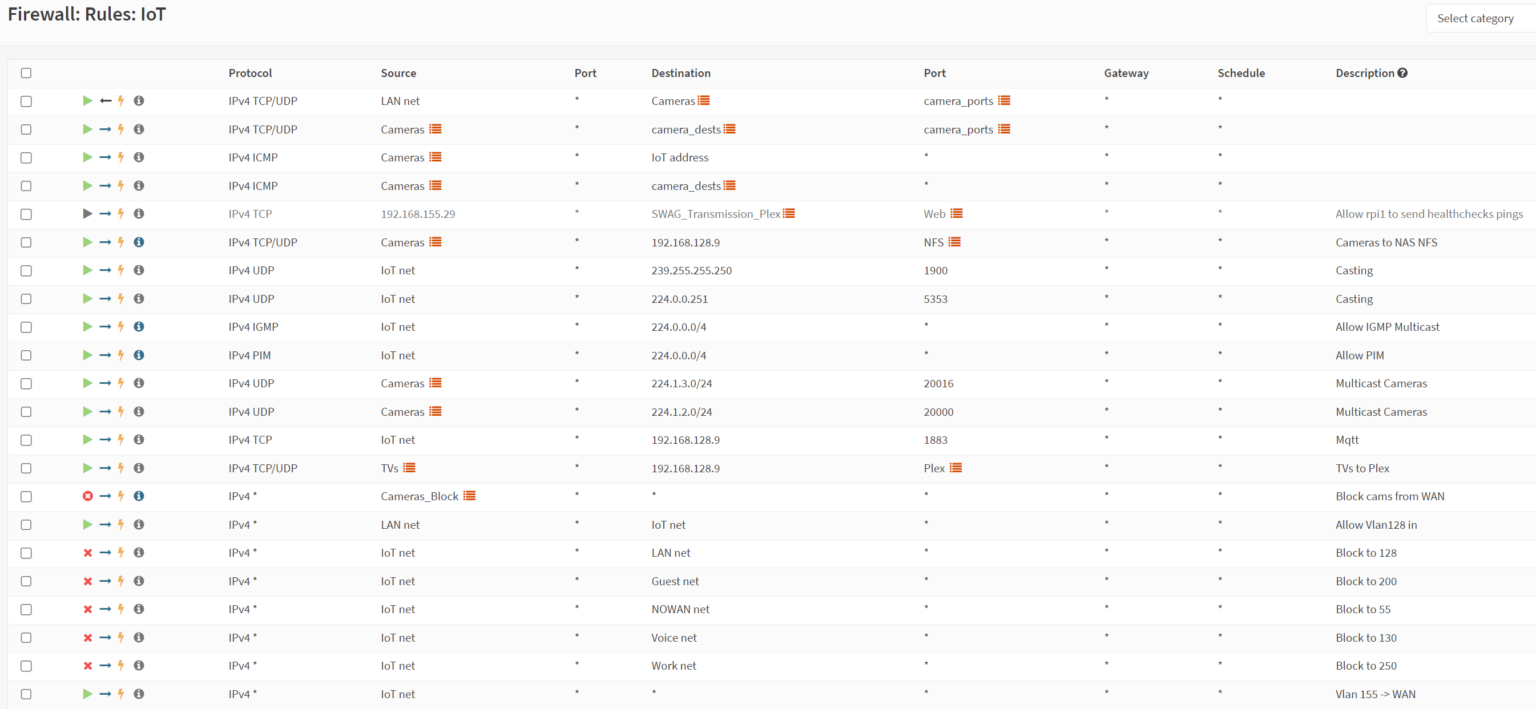 Firewall: Rules: IoT
Select category
Protocol Source Port Destination Port Gateway Schedule Description
IPv4 TCP/UDP LAN net * Cameras camera_ports * *
IPv4 TCP/UDP Cameras * camera_dests camera_ports * *
IPv4 ICMP Cameras * IoT address * * *
IPv4 ICMP Cameras * camera_dests * * *
IPv4 TCP 192.168.155.29 * SWAG_Transmission_Plex Web * * Allow rpi1 to send healthchecks pings
IPv4 TCP/UDP Cameras * 192.168.128.9 NFS * * Cameras to NAS NFS
IPv4 UDP IoT net * 239.255.255.250 1900 * * Casting
IPv4 UDP IoT net * 224.0.0.251 5353 * * Casting
IPv4 IGMP IoT net * 224.0.0.0/4 * * * Allow IGMP Multicast
IPv4 PIM IoT net * 224.0.0.0/4 * * * Allow PIM
IPv4 UDP Cameras * 224.1.3.0/24 20016 * * Multicast Cameras
IPv4 UDP Cameras * 224.1.2.0/24 20000 * * Multicast Cameras
IPv4 TCP IoT net * 192.168.128.9 1883 * * Mqtt
IPv4 TCP/UDP TVs * 192.168.128.9 Plex * * TVs to Plex
IPv4 * Cameras_Block * * * * * Block cams from WAN
IPv4 * LAN net * IoT net * * * Allow Vlan128 in
IPv4 * IoT net * LAN net * * * Block to 128
IPv4 * IoT net * Guest net * * * Block to 200
IPv4 * IoT net * NOWAN net * * * Block to 55
IPv4 * IoT net * Voice net * * * Block to 130
IPv4 * IoT net * Work net * * * Block to 250
IPv4 * IoT net * * * * * Vlan 155 -> WAN